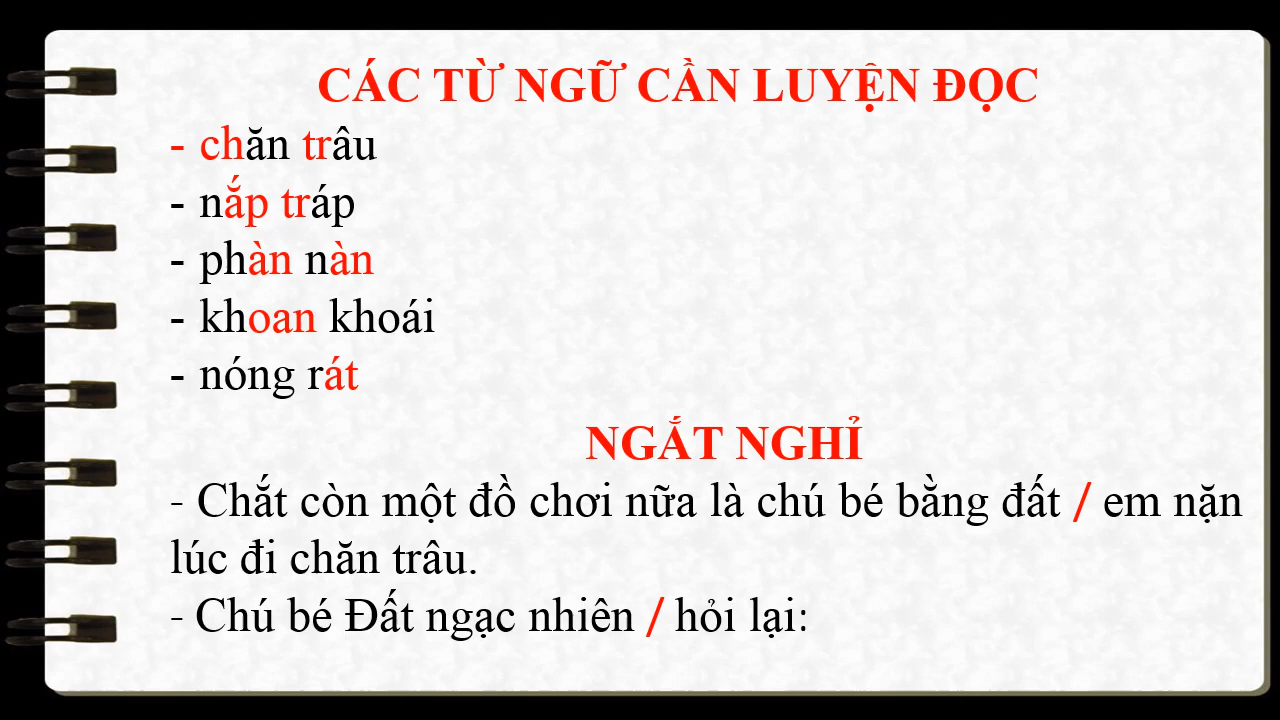 CÁC TỪ NGỮ CẦN LUYỆN ĐỌC
- chăn trâu
- nắp tráp
- phàn nàn
- khoan khoái
- nóng rát
NGẮT NGHỈ
- Chắt còn một đồ chơi nữa là chú bé bằng đất / em nặn
lúc đi chăn trâu.
- Chú bé Đất ngạc nhiên / hỏi lại: